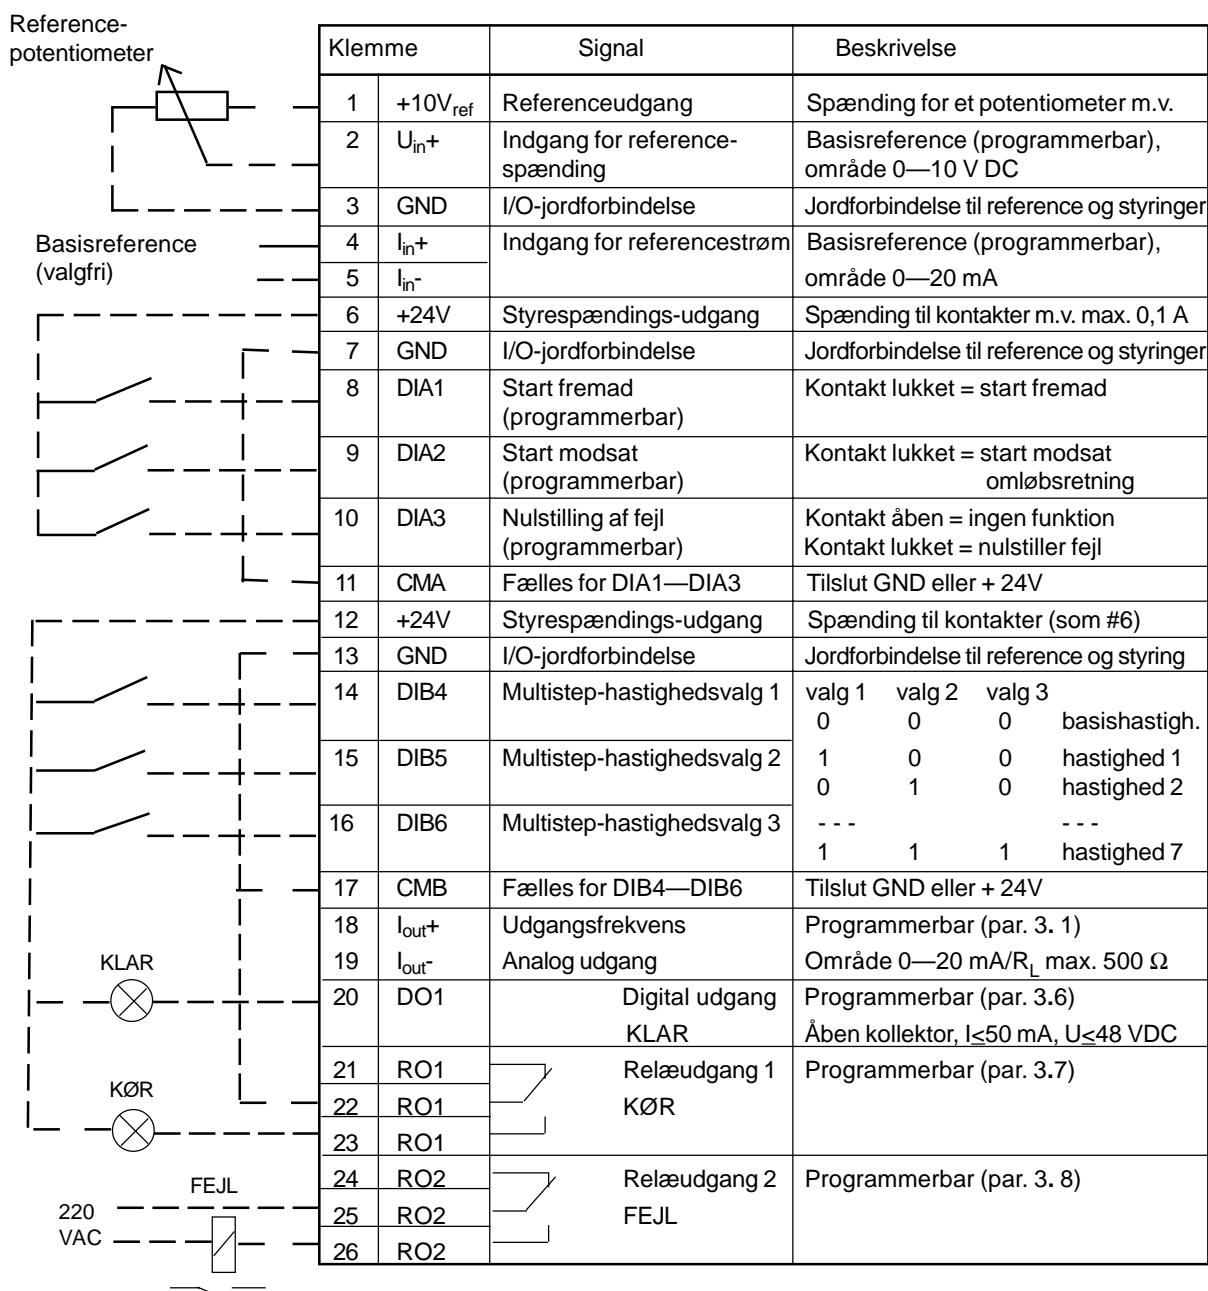 Reference-
potentiometer
Klemme Signal Beskrivelse
1 +10Vref Referenceudgang Spænding for et potentiometer m.v.
2 Uin+ Indgang for reference- Basisreference (programmerbar),
spænding område 0—10 V DC
3 GND I/O-jordforbindelse Jordforbindelse til reference og styringer
Basisreference 4 Iin+ Indgang for referencestrøm Basisreference (programmerbar),
(valgfri) 5 Iin- område 0—20 mA
6 +24V Styrespændings-udgang Spænding til kontakter m.v. max. 0,1 A
7 GND I/O-jordforbindelse Jordforbindelse til reference og styringer
8 DIA1 Start fremad Kontakt lukket = start fremad
(programmerbar)
9 DIA2 Start modsat Kontakt lukket = start modsat
(programmerbar) omløbsretning
10 DIA3 Nulstilling af fejl Kontakt åben = ingen funktion
(programmerbar) Kontakt lukket = nulstiller fejl
11 CMA Fælles for DIA1—DIA3 Tilslut GND eller + 24V
12 +24V Styrespændings-udgang Spænding til kontakter (som #6)
13 GND I/O-jordforbindelse Jordforbindelse til reference og styring
14 DIB4 Multistep-hastighedsvalg 1 valg 1 valg 2 valg 3
0 0 0 basishastigh.
15 DIB5 Multistep-hastighedsvalg 2 1 0 0 hastighed 1
0 1 0 hastighed 2
16 DIB6 Multistep-hastighedsvalg 3 - - - - - -
1 1 1 hastighed 7
17 CMB Fælles for DIB4—DIB6 Tilslut GND eller + 24V
18 Iout+ Udgangsfrekvens Programmerbar (par. 3. 1)
KLAR 19 Iout- Analog udgang Område 0—20 mA/RL max. 500 Ω
20 DO1 Digital udgang Programmerbar (par. 3.6)
KLAR Åben kollektor, I≤50 mA, U≤48 VDC
21 RO1 Relæudgang 1 Programmerbar (par. 3.7)
KØR 22 RO1 KØR
23 RO1
FEJL 24 RO2 Relæudgang 2 Programmerbar (par. 3. 8)
220 25 RO2 FEJL
VAC 26 RO2